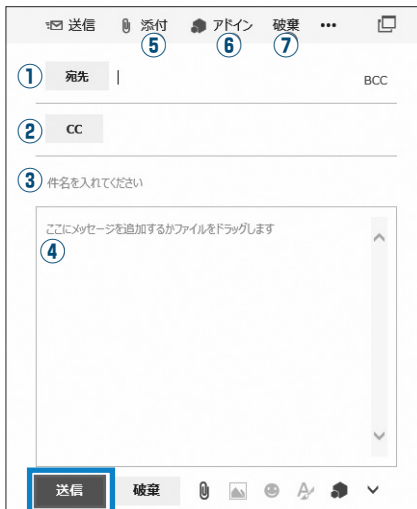 送信 添付 アドイン 破棄 •••
⑤ ⑥ ⑦
① 宛先 BCC
② CC
③ 件名を入れてください
ここにメッセージを追加するかファイルをドラッグします
④
送信 破棄